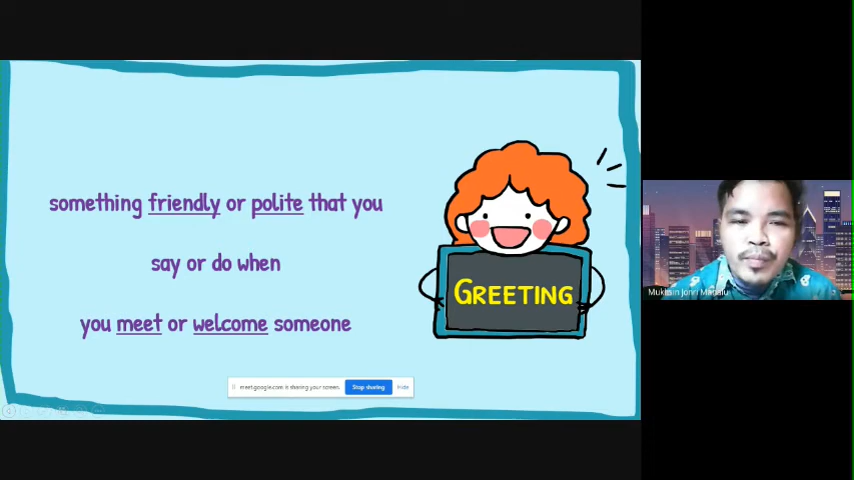 something friendly or polite that you
say or do when
you meet or welcome someone
GREETING
meet.google.com is sharing your screen.
Stop sharing
Hide